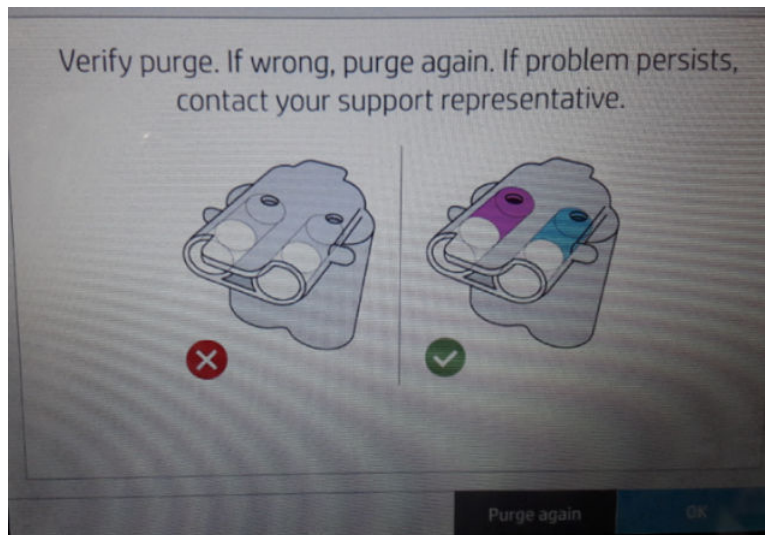 Verify purge. If wrong, purge again. If problem persists,
contact your support representative.
Purge again
OK